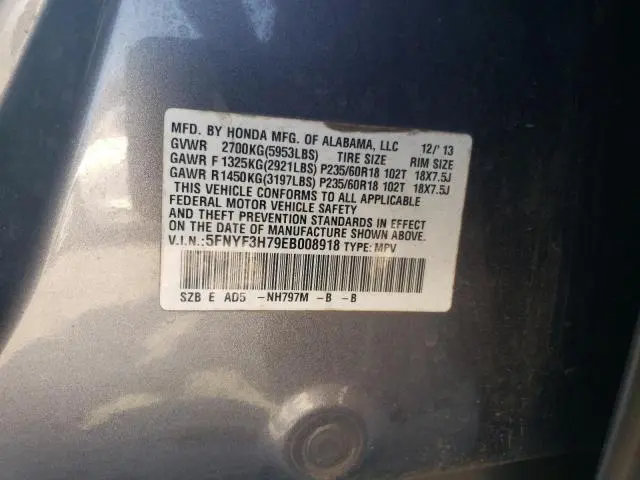 MFD. BY HONDA MFG. OF ALABAMA, LLC 12/'13
GVWR 2700KG(5953LBS) TIRE SIZE RIM SIZE
GAWR F 1325KG(2921LBS) P235/60R18 102T 18X7.5J
GAWR R1450KG(3197LBS) P235/60R18 102T 18X7.5J
THIS VEHICLE CONFORMS TO ALL APPLICABLE
FEDERAL MOTOR VEHICLE SAFETY
AND THEFT PREVENTION STANDARDS IN EFFECT
ON THE DATE OF MANUFACTURE SHOWN ABOVE.
V.I.N.:5FNYF3H79EB008918 TYPE: MPV
SZB E AD5 -NH797M -B -B